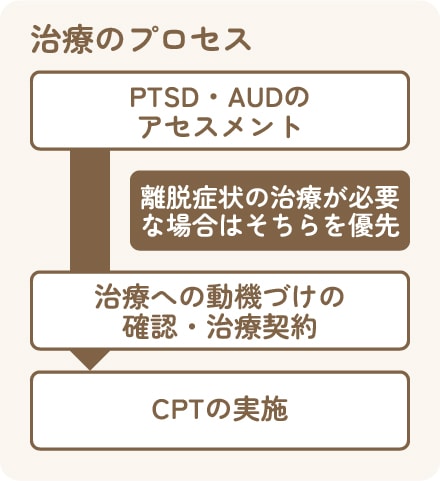 治療のプロセス
PTSD・AUDの
アセスメント
離脱症状の治療が必要
な場合はそちらを優先
治療への動機づけの
確認・治療契約
CPTの実施